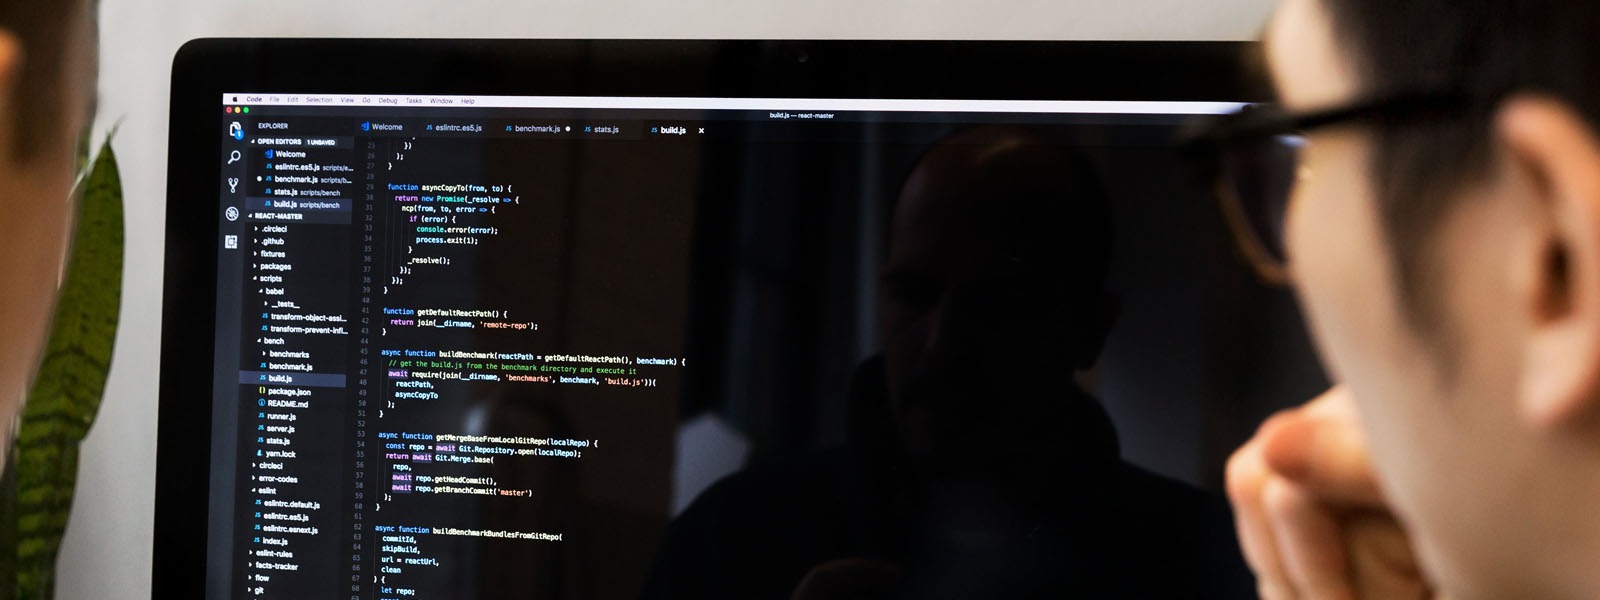 Code File Edit Selection View Go Debug Tasks Window Help
build.js — react-master
EXPLORER
OPEN EDITORS 1 UNSAVED
Welcome
eslintrc.es5.js scripts/e...
benchmark.js scripts/b...
stats.js scripts/bench
build.js scripts/bench
REACT-MASTER
.circleci
.github
fixtures
packages
scripts
babel
__tests__
transform-object-assi...
transform-prevent-infi...
bench
benchmarks
benchmark.js
build.js
package.json
README.md
runner.js
server.js
stats.js
yarn.lock
circleci
error-codes
eslint
eslintrc.default.js
eslintrc.es5.js
eslintrc.esnext.js
index.js
eslint-rules
facts-tracker
flow
git
Welcome JS eslintrc.es5.js JS benchmark.js JS stats.js JS build.js ×
25 })
26 );
27 }
28
29 function asyncCopyTo(from, to) {
30 return new Promise(_resolve => {
31 ncp(from, to, error => {
32 if (error) {
33 console.error(error);
34 process.exit(1);
35 }
36 _resolve();
37 });
38 });
39 }
40
41 function getDefaultReactPath() {
42 return join(__dirname, 'remote-repo');
43 }
44
45 async function buildBenchmark(reactPath = getDefaultReactPath(), benchmark) {
46 // get the build.js from the benchmark directory and execute it
47 await require(join(__dirname, 'benchmarks', benchmark, 'build.js'))(
48 reactPath,
49 asyncCopyTo
50 );
51 }
52
53 async function getMergeBaseFromLocalGitRepo(localRepo) {
54 const repo = await Git.Repository.open(localRepo);
55 return await Git.Merge.base(
56 repo,
57 await repo.getHeadCommit(),
58 await repo.getBranchCommit('master')
59 );
60 }
61
62 async function buildBenchmarkBundlesFromGitRepo(
63 commitId,
64 skipBuild,
65 url = reactUrl,
66 clean
67 ) {
68 let repo;
69